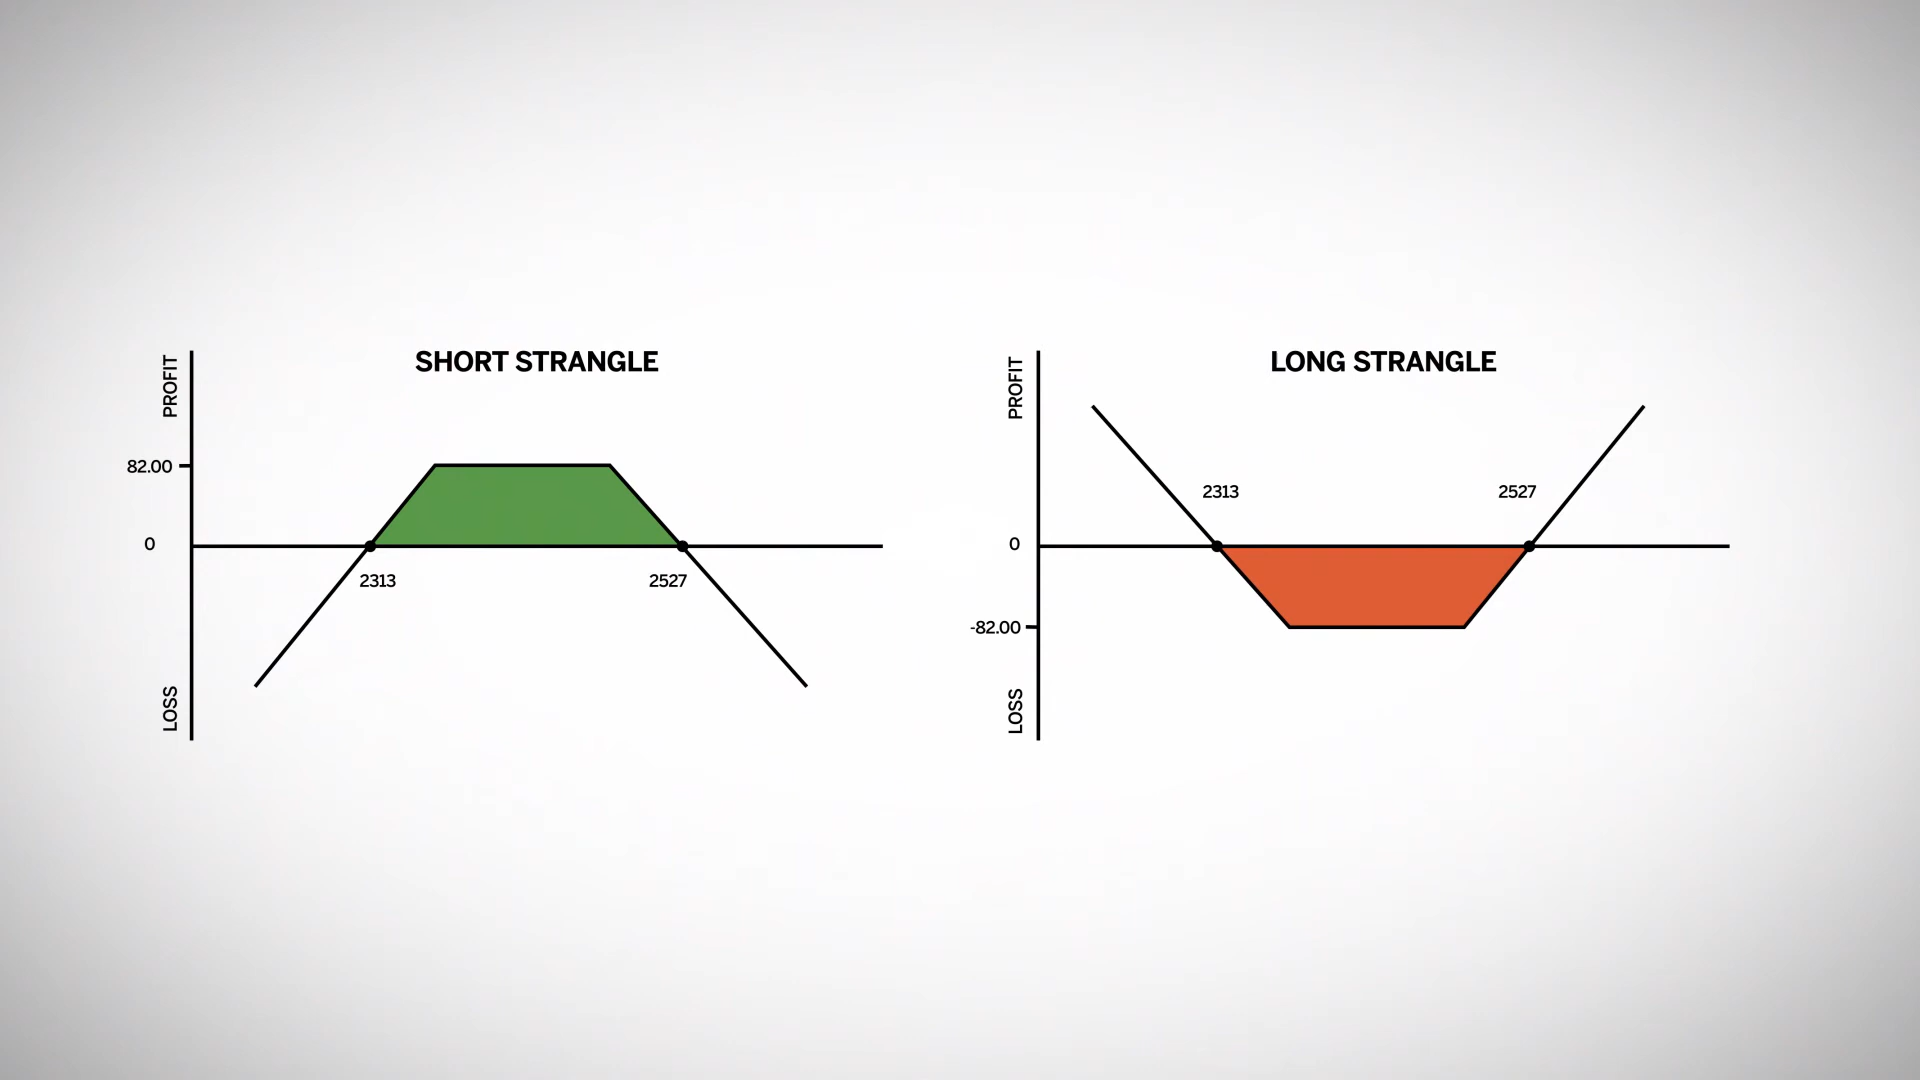 SHORT STRANGLE
PROFIT
82.00
0
2313
2527
LOSS
LONG STRANGLE
PROFIT
2313
2527
0
-82.00
LOSS